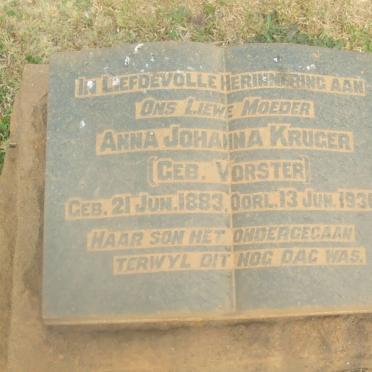 IN LIEFDEVOLLE HERINNERING AAN
ONS LIEWE MOEDER
ANNA JOHANNA KRUGER
(GEB. VORSTER)
GEB. 21 JUN. 1883, OORL. 13 JUN. 193
HAAR SON HET ONDERGEGAAN
TERWYL DIT NOG DAG WAS.